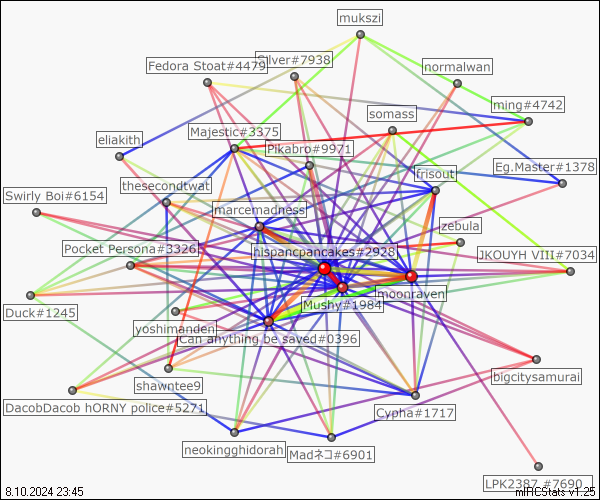 mukszi
Silver#7938
Fedora Stoat#4479
normalwan
ming#4742
somass
Majestic#3375
eliakith
Pikabro#9971
Eg.Master#1378
frisout
thesecondtwat
Swirly Boi#6154
marcemadness
zebula
Pocket Persona#3326
hispancpancakes#2928
JKOUYH VIII#7034
moonraven
Mushy#1984
Duck#1245
yoshimanden
Can anything be saved#0396
bigcitysamurai
shawntee9
DacobDacob hORNY police#5271
Cypha#1717
neokingghidorah
Madネコ#6901
LPK2387 #7690
8.10.2024 23:45
mIRCStats v1.25